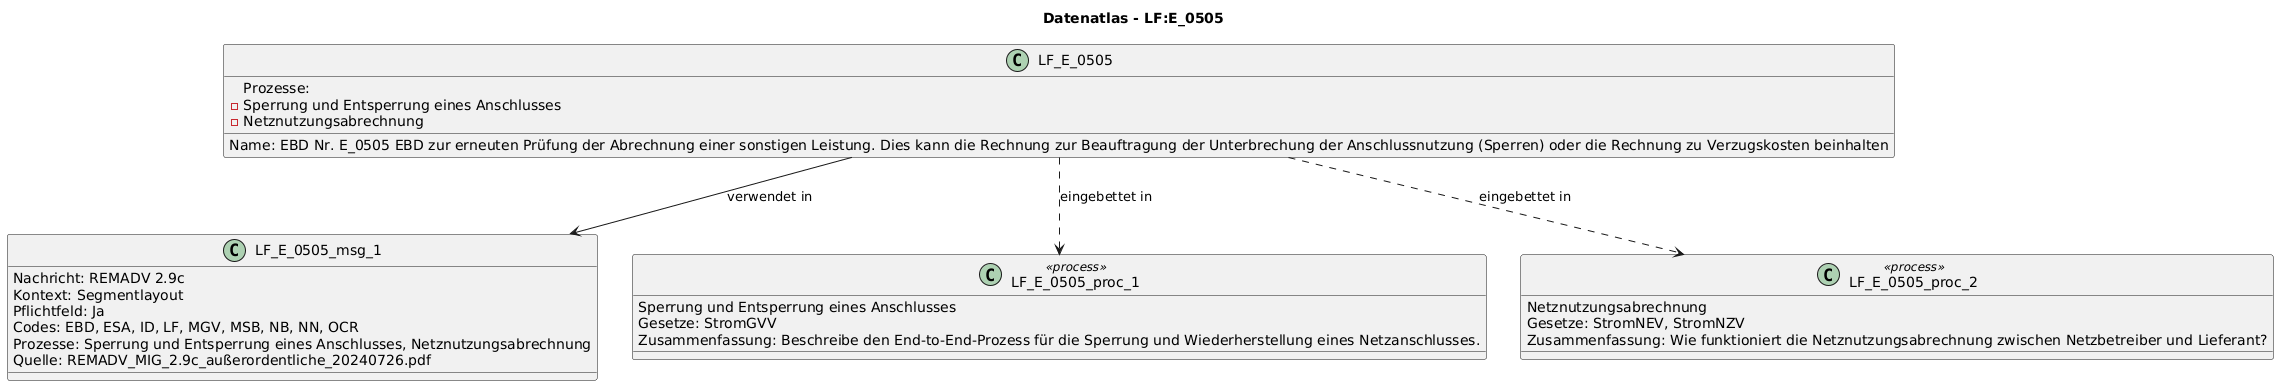 Datenatlas - LF:E_0505
C LF_E_0505
Prozesse:
Sperrung und Entsperrung eines Anschlusses
Netznutzungsabrechnung
Name: EBD Nr. E_0505 EBD zur erneuten Prüfung der Abrechnung einer sonstigen Leistung. Dies kann die Rechnung zur Beauftragung der Unterbrechung der Anschlussnutzung (Sperren) oder die Rechnung zu Verzugskosten beinhalten
verwendet in
eingebettet in
eingebettet in
C LF_E_0505_msg_1
Nachricht: REMADV 2.9c
Kontext: Segmentlayout
Pflichtfeld: Ja
Codes: EBD, ESA, ID, LF, MGV, MSB, NB, NN, OCR
Prozesse: Sperrung und Entsperrung eines Anschlusses, Netznutzungsabrechnung
Quelle: REMADV_MIG_2.9c_außerordentliche_20240726.pdf
«process»
C LF_E_0505_proc_1
Sperrung und Entsperrung eines Anschlusses
Gesetze: StromGVV
Zusammenfassung: Beschreibe den End-to-End-Prozess für die Sperrung und Wiederherstellung eines Netzanschlusses.
«process»
C LF_E_0505_proc_2
Netznutzungsabrechnung
Gesetze: StromNEV, StromNZV
Zusammenfassung: Wie funktioniert die Netznutzungsabrechnung zwischen Netzbetreiber und Lieferant?